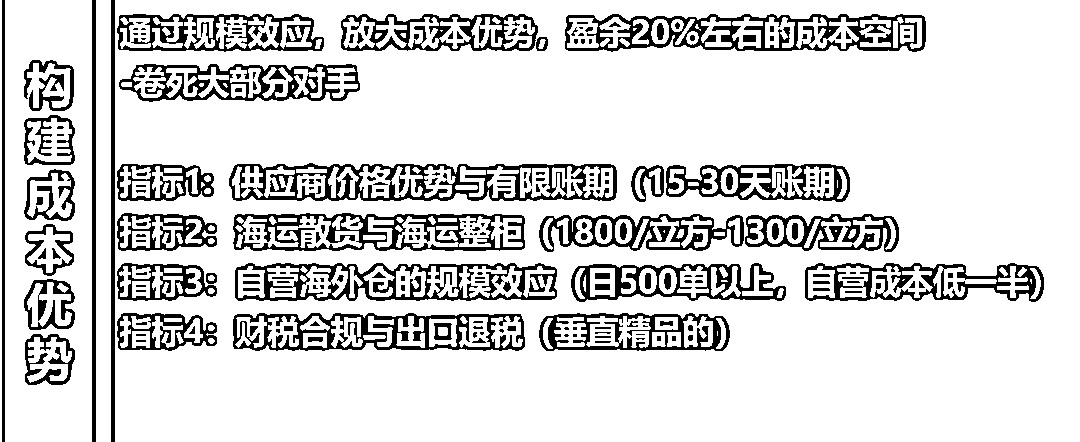 构建成本优势
通过规模效应，放大成本优势，盈余20%左右的成本空间
-卷死大部分对手
指标1：供应商价格优势与有限账期（15-30天账期）
指标2：海运散货与海运整柜（1800/立方-1300/立方）
指标3：自营海外仓的规模效应（日500单以上，自营成本低一半）
指标4：财税合规与出口退税（垂直精品的）